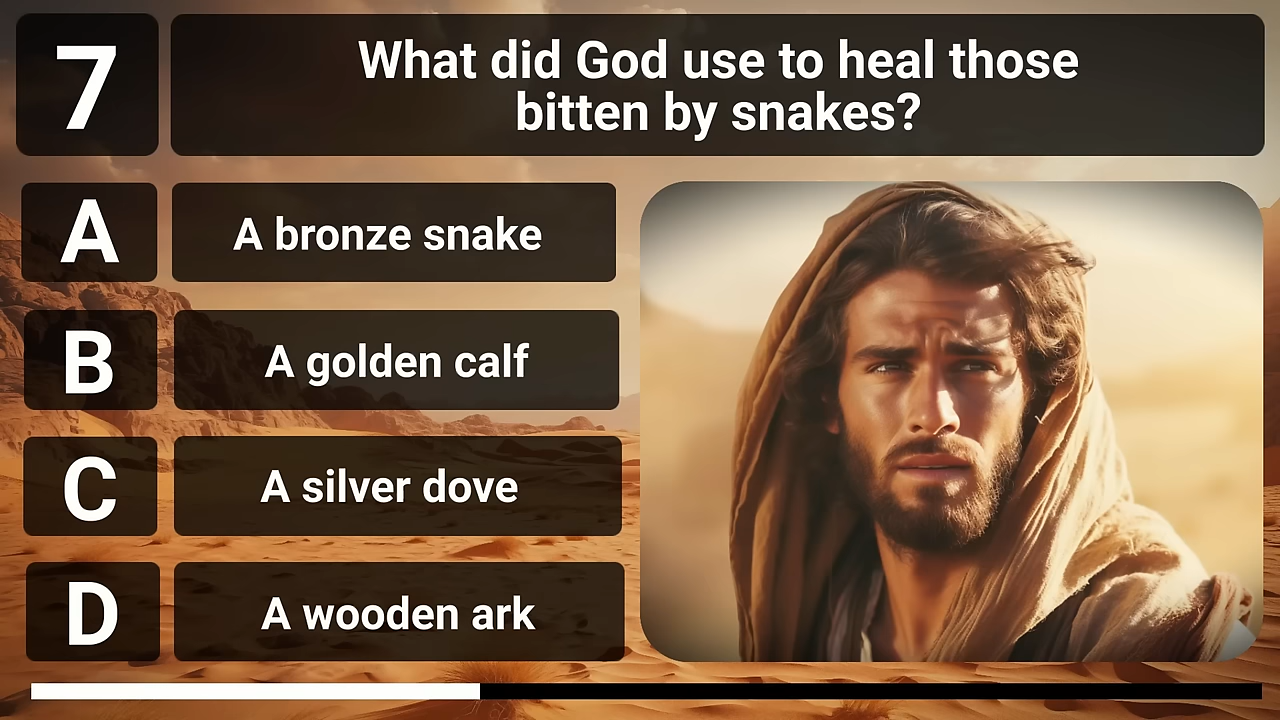 7
What did God use to heal those
bitten by snakes?
A
A bronze snake
B
A golden calf
C
A silver dove
D
A wooden ark